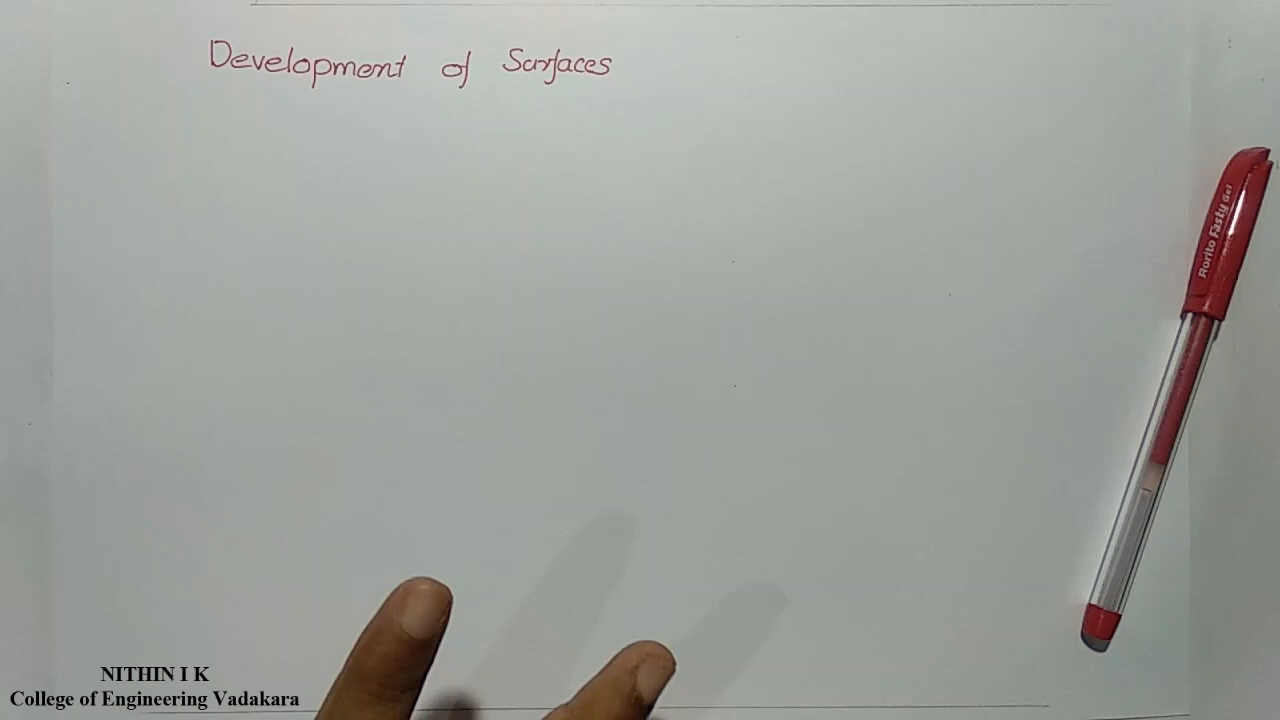 Development of Surfaces
Rorito Fasty Gel
NITHIN I K
College of Engineering Vadakara